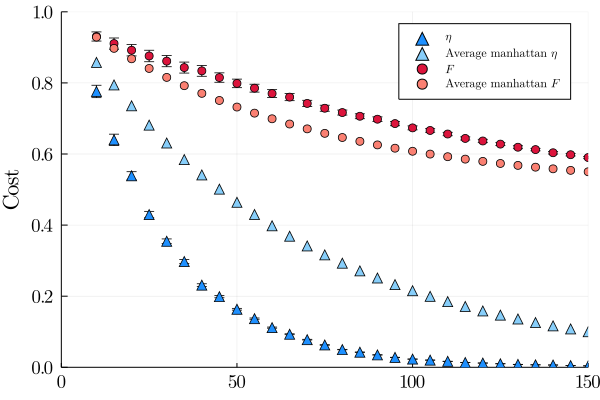 1.0
0.8
0.6
0.4
0.2
0.0
Cost
η
Average manhattan η
F
Average manhattan F
0 50 100 150